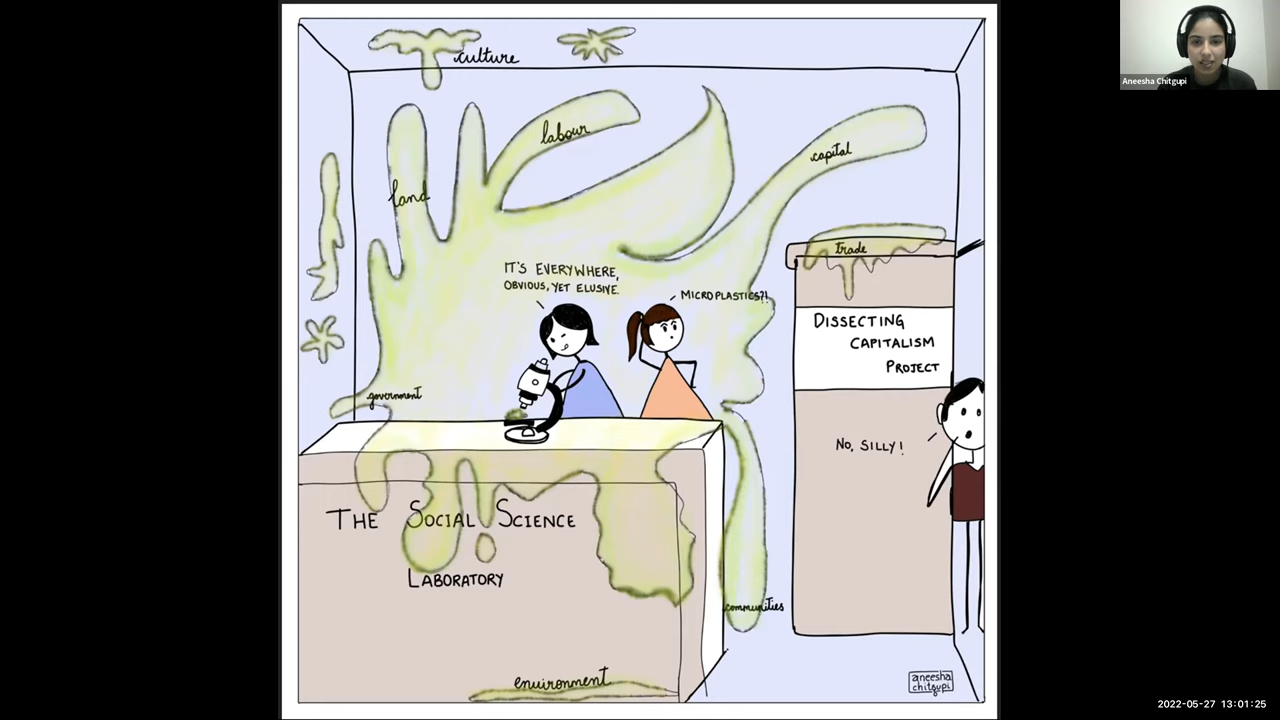 Aneesha Chitgupi
culture
labour
capital
land
trade
IT'S EVERYWHERE,
OBVIOUS, YET ELUSIVE.
MICROPLASTICS?!
DISSECTING
CAPITALISM
PROJECT
government
NO, SILLY!
THE SOCIAL SCIENCE
LABORATORY
communities
environment
aneesha
chitgupi
2022-05-27 13:01:25